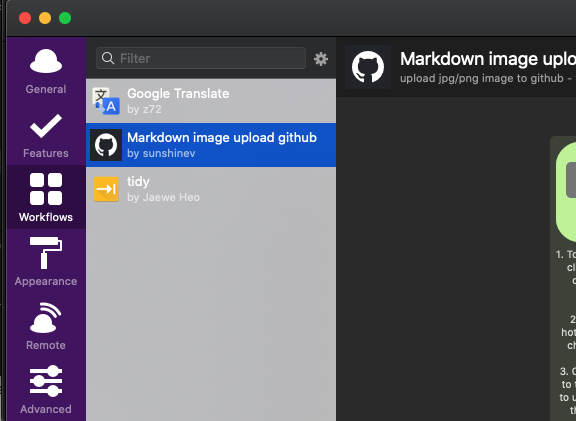 Filter
General
Features
Workflows
Appearance
Remote
Advanced
Google Translate
by z72
Markdown image upload github
by sunshinev
tidy
by Jaewe Heo
Markdown image uplo
upload jpg/png image to github -
1. To
cl
2
hot
ch
3. C
to t
to u
th